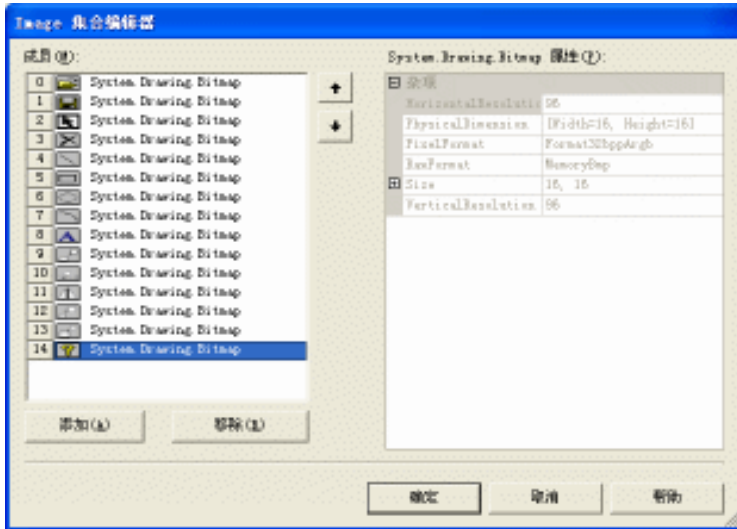 Image 集合编辑器
成员(M):
System.Drawing.Bitmap 属性(P):
0 System.Drawing.Bitmap
1 System.Drawing.Bitmap
2 System.Drawing.Bitmap
3 System.Drawing.Bitmap
4 System.Drawing.Bitmap
5 System.Drawing.Bitmap
6 System.Drawing.Bitmap
7 System.Drawing.Bitmap
8 System.Drawing.Bitmap
9 System.Drawing.Bitmap
10 System.Drawing.Bitmap
11 System.Drawing.Bitmap
12 System.Drawing.Bitmap
13 System.Drawing.Bitmap
14 System.Drawing.Bitmap
杂项
HorizontalResolutic 96
PhysicalDimension {Width=16, Height=16}
PixelFormat Format32bppArgb
RawFormat MemoryBmp
Size 16, 16
VerticalResolution 96
添加(A)
移除(R)
确定
取消
帮助